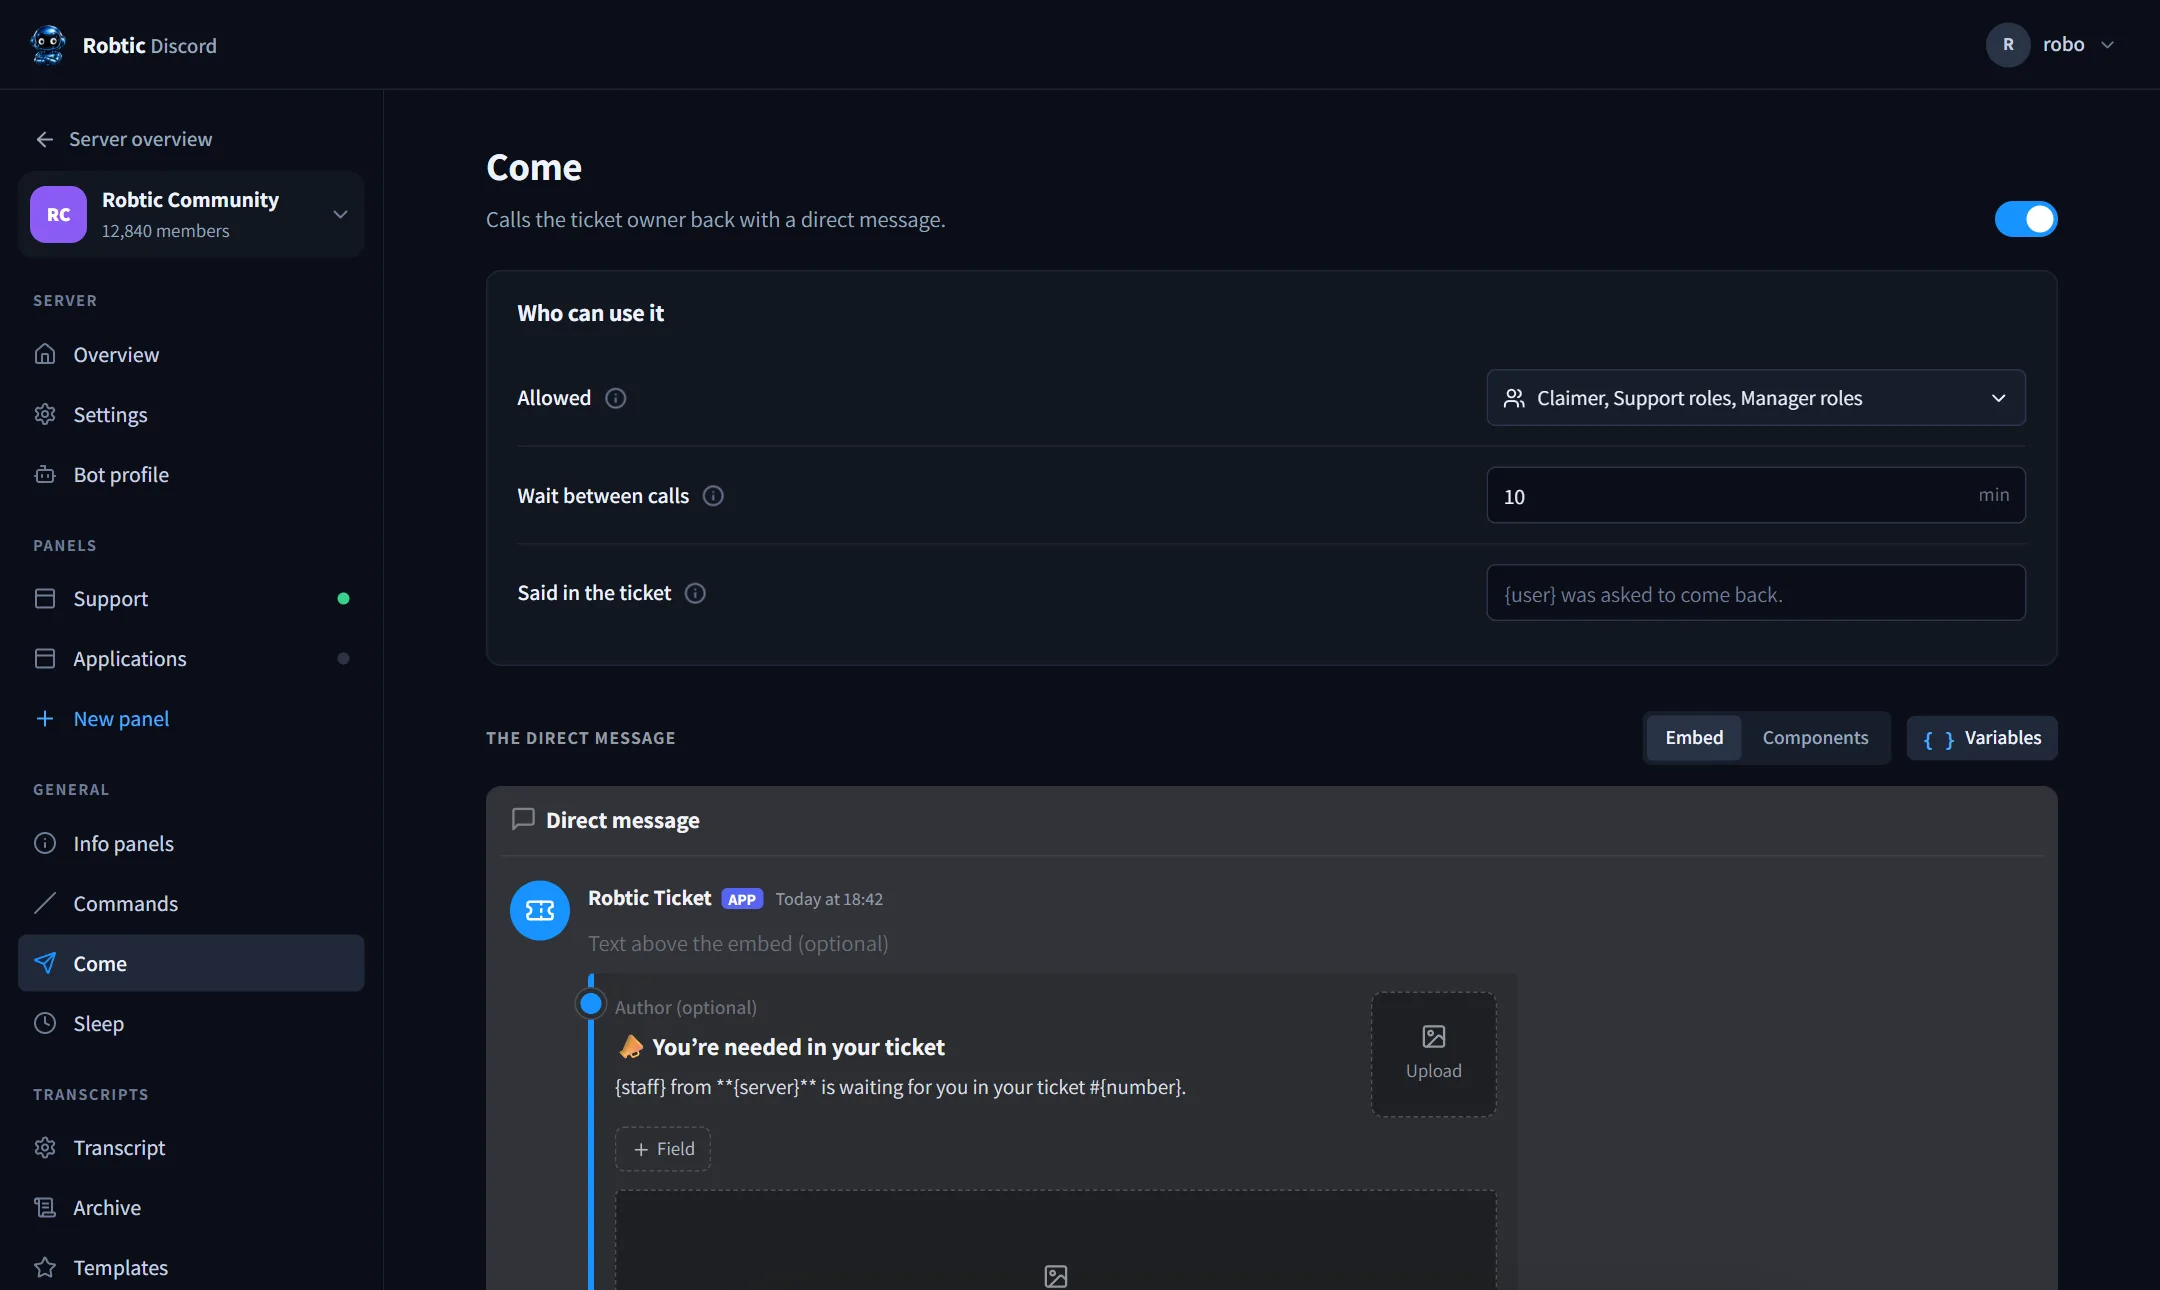 Robtic Discord
R
robo
Server overview
RC
Robtic Community
12,840 members
SERVER
Overview
Settings
Bot profile
PANELS
Support
Applications
New panel
GENERAL
Info panels
Commands
Come
Sleep
TRANSCRIPTS
Transcript
Archive
Templates
Come
Calls the ticket owner back with a direct message.
Who can use it
Allowed
Claimer, Support roles, Manager roles
Wait between calls
10
min
Said in the ticket
{user} was asked to come back.
THE DIRECT MESSAGE
Embed
Components
{ } Variables
Direct message
Robtic Ticket APP Today at 18:42
Text above the embed (optional)
Author (optional)
You’re needed in your ticket
{staff} from **{server}** is waiting for you in your ticket #{number}.
Upload
+ Field